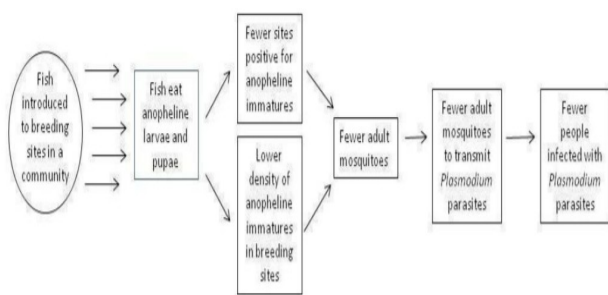 Fish
introduced
to breeding
sites in a
community
Fish eat
anopheline
larvae and
pupae
Fewer sites
positive for
anopheline
immatures
Lower
density of
anopheline
immatures
in breeding
sites
Fewer adult
mosquitoes
Fewer adult
mosquitoes
to transmit
Plasmodium
parasites
Fewer
people
infected with
Plasmodium
parasites